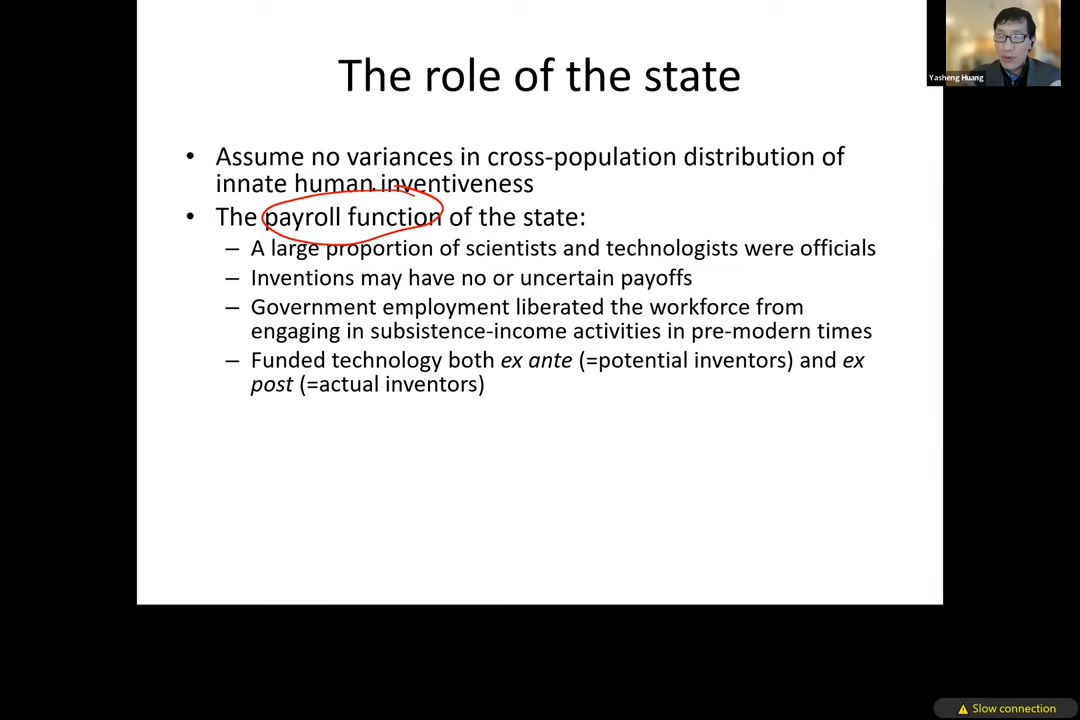 The role of the state
Yasheng Huang
• Assume no variances in cross-population distribution of
innate human inventiveness
• The payroll function of the state:
– A large proportion of scientists and technologists were officials
– Inventions may have no or uncertain payoffs
– Government employment liberated the workforce from
engaging in subsistence-income activities in pre-modern times
– Funded technology both ex ante (=potential inventors) and ex
post (=actual inventors)
Slow connection